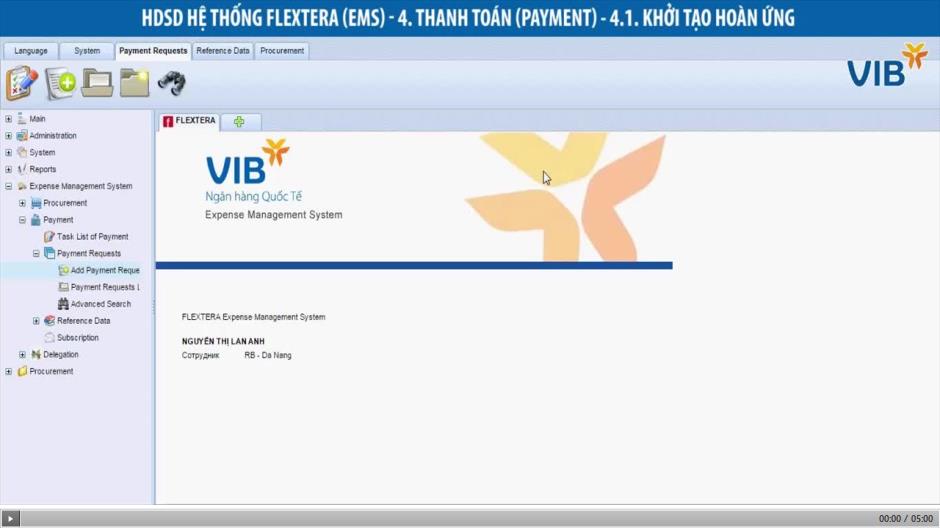 HDSD HỆ THỐNG FLEXTERA (EMS) - 4. THANH TOÁN (PAYMENT) - 4.1. KHỞI TẠO HOÀN ỨNG
Language System Payment Requests Reference Data Procurement
VIB
Main
Administration
System
Reports
Expense Management System
Procurement
Payment
Task List of Payment
Payment Requests
Add Payment Reque
Payment Requests L
Advanced Search
Reference Data
Subscription
Delegation
Procurement
FLEXTERA
VIB
Ngân hàng Quốc Tế
Expense Management System
FLEXTERA Expense Management System
NGUYỄN THỊ LAN ANH
Сотрудник RB - Da Nang
00:00 / 05:00